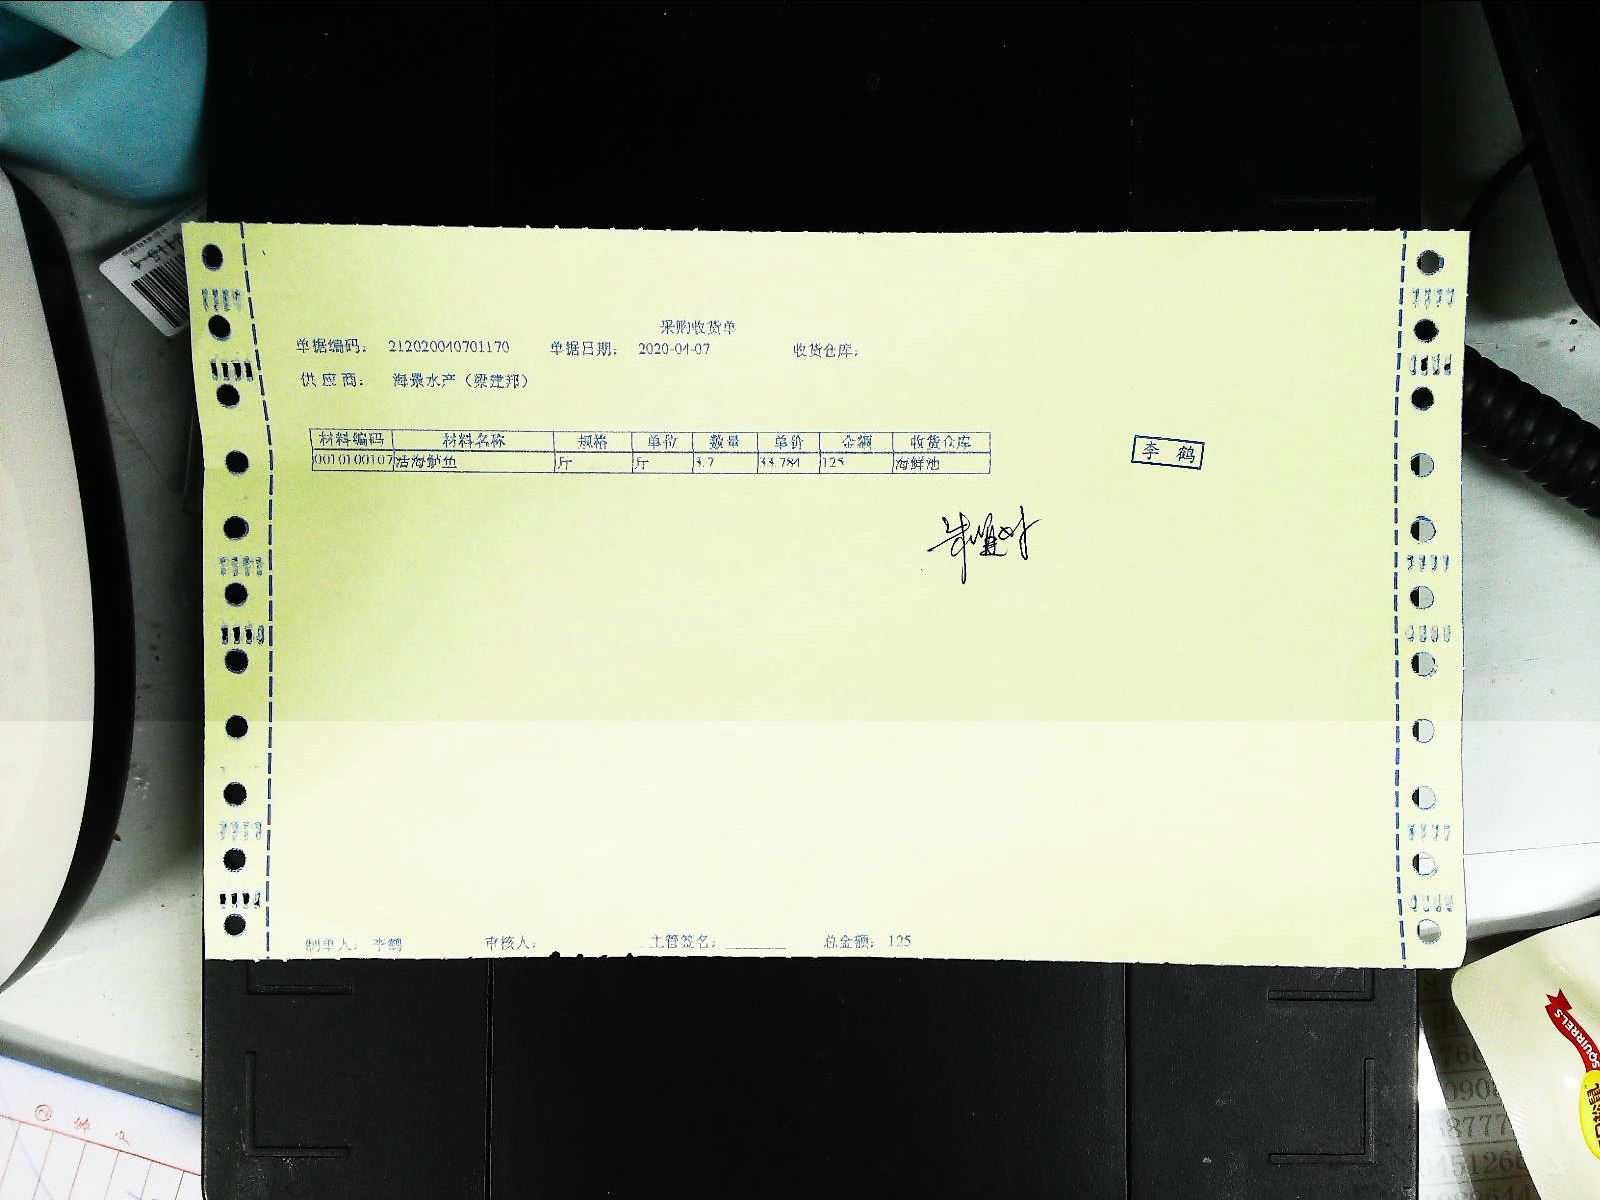 采购收货单
单据编码： 212020040701170 单据日期： 2020-04-07 收货仓库：
供 应 商： 海景水产（梁建邦）
材料编码 材料名称 规格 单位 数量 单价 金额 收货仓库
0010100107 活海鲈鱼 斤 斤 3.7 33.784 125 海鲜池
李 鹤
制单人： 李鹤 审核人： 主管签名： 总金额： 125
SQUIRRELS